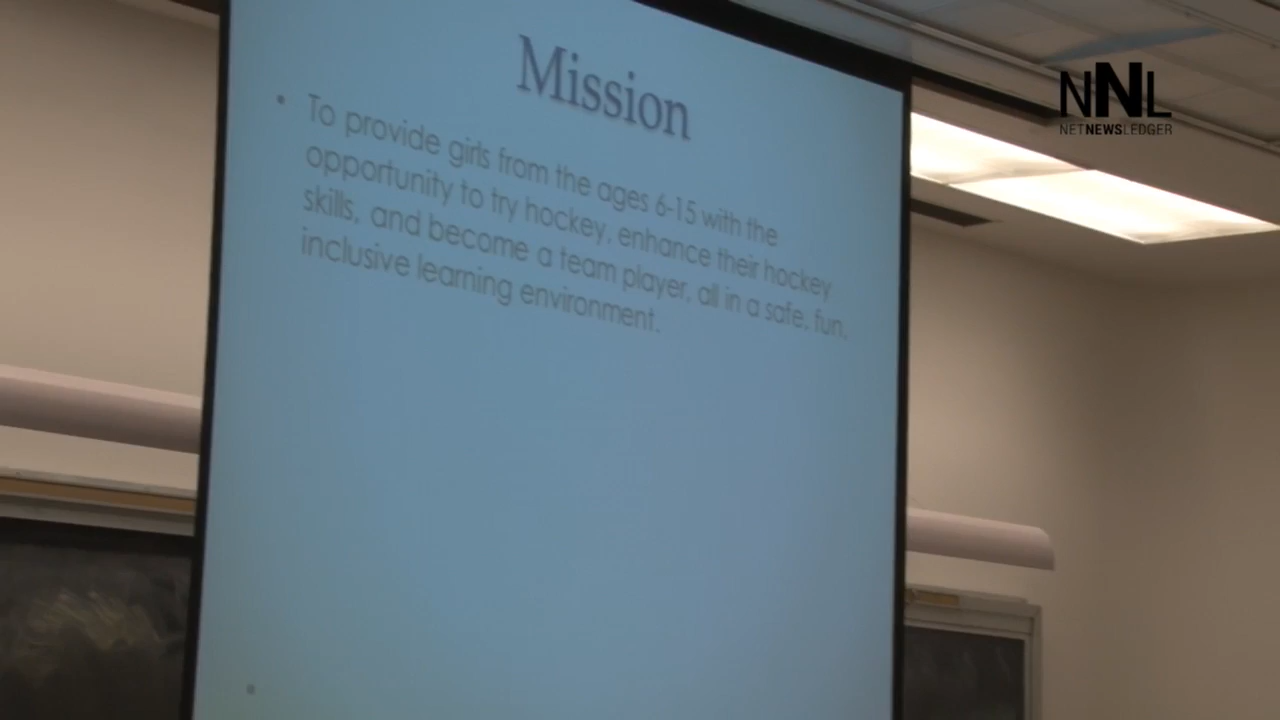 Mission
• To provide girls from the ages 6-15 with the
opportunity to try hockey, enhance their hockey
skills, and become a team player, all in a safe, fun,
inclusive learning environment.
NNL
NETNEWSLEDGER